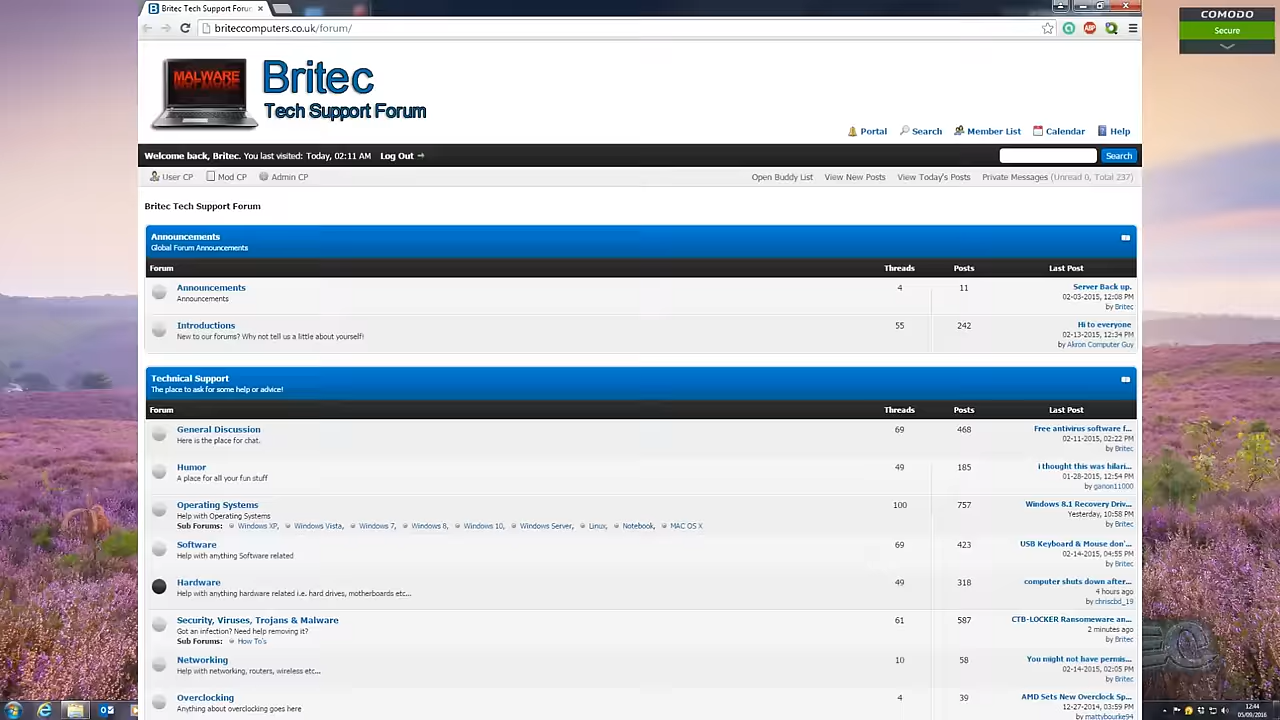 Britec Tech Support Forum
COMODO
Secure
briteccomputers.co.uk/forum/
ABP
MALWARE
Britec
Tech Support Forum
Portal Search Member List Calendar Help
Welcome back, Britec. You last visited: Today, 02:11 AM Log Out
Search
User CP Mod CP Admin CP Open Buddy List View New Posts View Today's Posts Private Messages (Unread 0, Total 237)
Britec Tech Support Forum
Announcements
Global Forum Announcements
Forum Threads Posts Last Post
Announcements 4 11 Server Back up.
Announcements 02-03-2015, 12:08 PM
by Britec
Introductions 55 242 Hi to everyone
New to our forums? Why not tell us a little about yourself! 02-13-2015, 12:34 PM
by Akron Computer Guy
Technical Support
The place to ask for some help or advice!
Forum Threads Posts Last Post
General Discussion 69 468 Free antivirus software f...
Here is the place for chat. 02-11-2015, 02:22 PM
by Britec
Humor 49 185 i thought this was hilari...
A place for all your fun stuff 01-28-2015, 12:54 PM
by ganon11000
Operating Systems 100 757 Windows 8.1 Recovery Driv...
Help with Operating Systems Yesterday, 10:58 PM
Sub Forums: Windows XP, Windows Vista, Windows 7, Windows 8, Windows 10, Windows Server, Linux, Notebook, MAC OS X by Britec
Software 69 423 USB Keyboard & Mouse don'...
Help with anything Software related 02-14-2015, 04:55 PM
by Britec
Hardware 49 318 computer shuts down after...
Help with anything hardware related i.e. hard drives, motherboards etc... 4 hours ago
by chriscbd_19
Security, Viruses, Trojans & Malware 61 587 CTB-LOCKER Ransomeware an...
Got an infection? Need help removing it? 2 minutes ago
Sub Forums: How To's by Britec
Networking 10 58 You might not have permis...
Help with networking, routers, wireless etc... 02-14-2015, 02:05 PM
by Britec
Overclocking 4 39 AMD Sets New Overclock Sp...
Anything about overclocking goes here 12-27-2014, 03:59 PM
by mattybourke94
12:44
05/09/2016